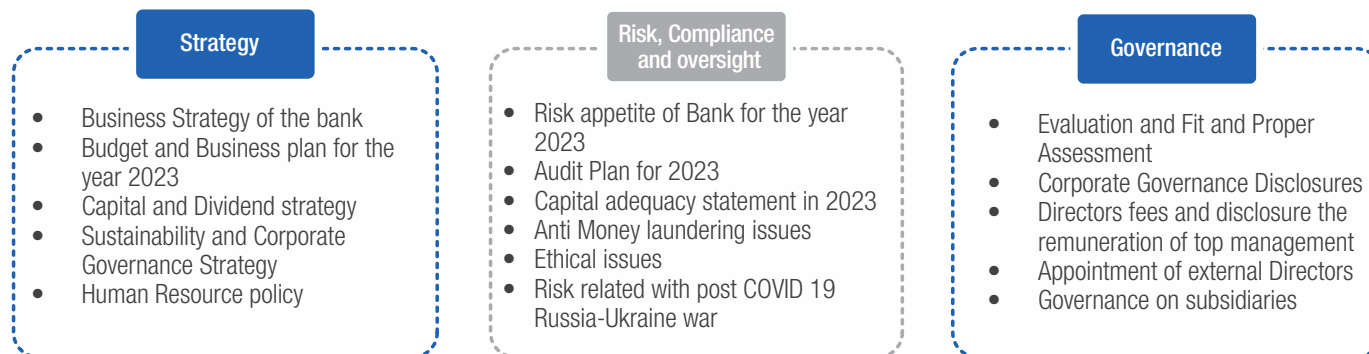 Strategy
• Business Strategy of the bank
• Budget and Business plan for the
year 2023
• Capital and Dividend strategy
• Sustainability and Corporate
Governance Strategy
• Human Resource policy
Risk, Compliance
and oversight
• Risk appetite of Bank for the year
2023
• Audit Plan for 2023
• Capital adequacy statement in 2023
• Anti Money laundering issues
• Ethical issues
• Risk related with post COVID 19
Russia-Ukraine war
Governance
• Evaluation and Fit and Proper
Assessment
• Corporate Governance Disclosures
• Directors fees and disclosure the
remuneration of top management
• Appointment of external Directors
• Governance on subsidiaries